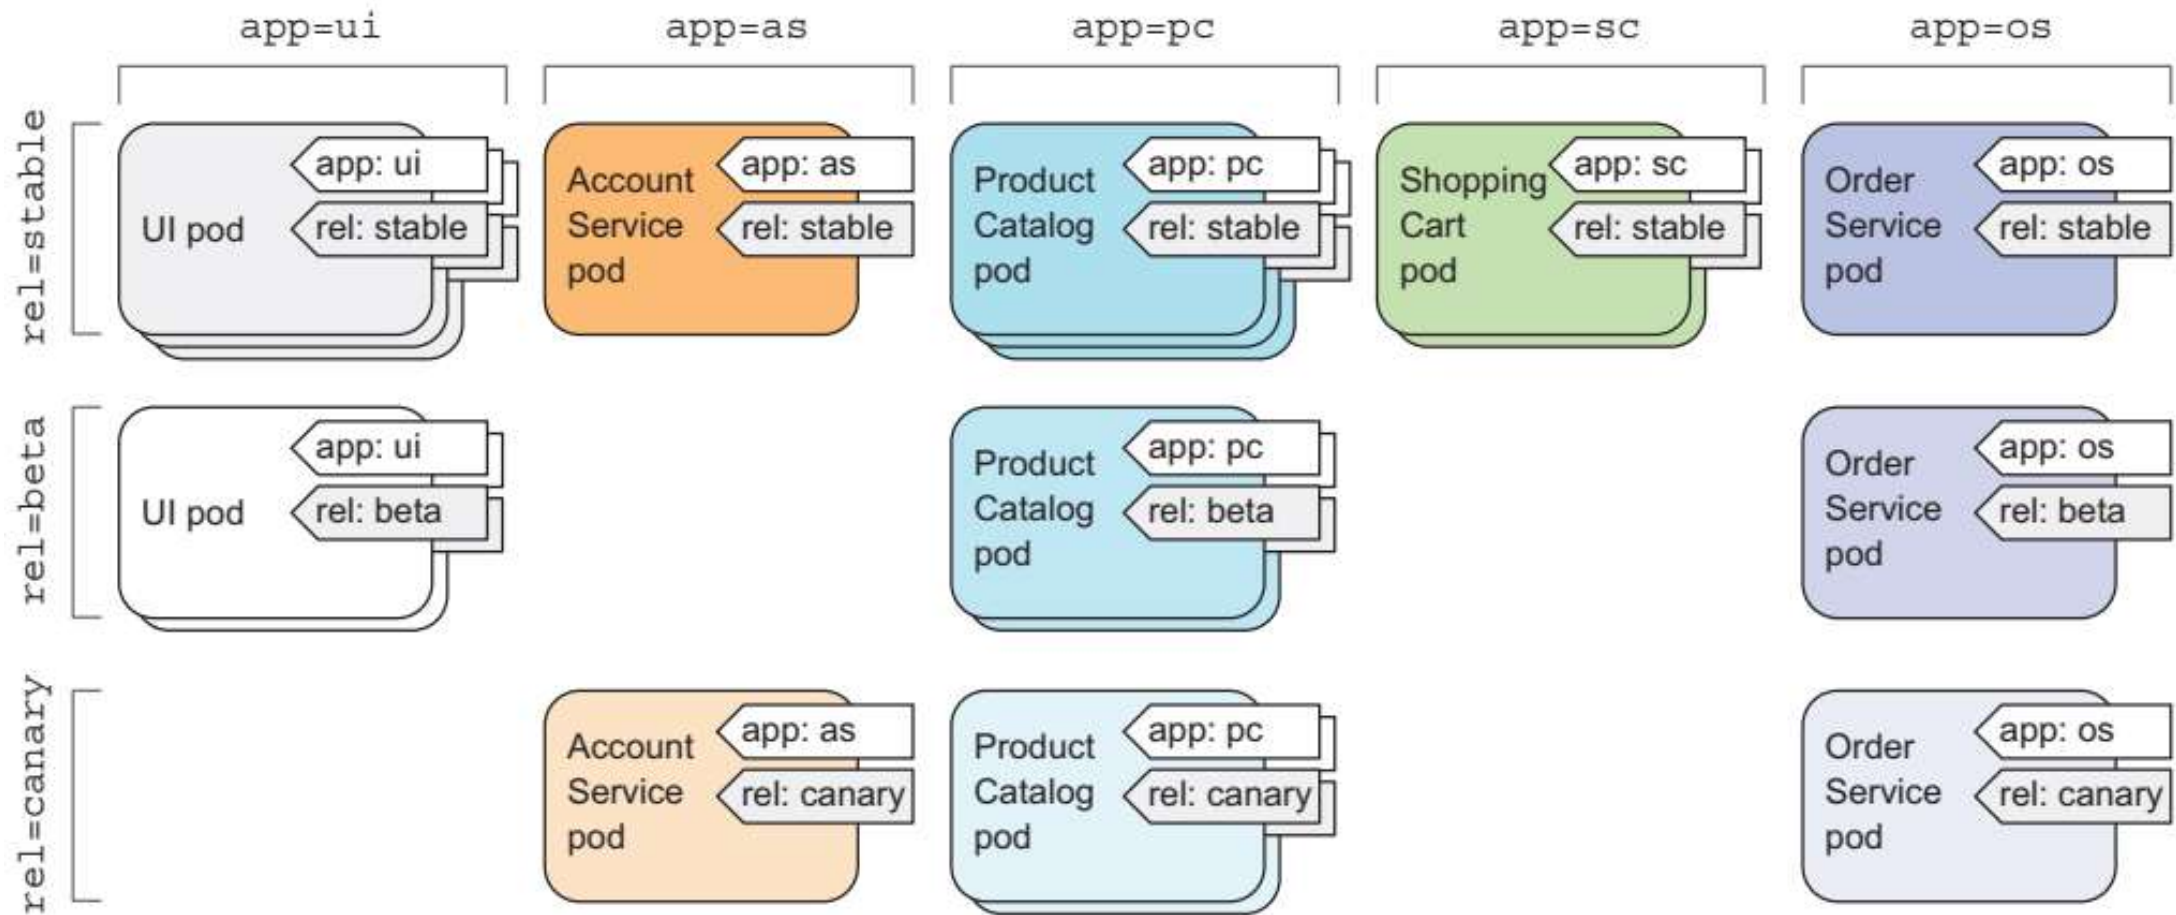 app=ui
app=as
app=pc
app=sc
app=os
rel=stable
UI pod
app: ui
rel: stable
Account
Service
pod
app: as
rel: stable
Product
Catalog
pod
app: pc
rel: stable
Shopping
Cart
pod
app: sc
rel: stable
Order
Service
pod
app: os
rel: stable
rel=beta
UI pod
app: ui
rel: beta
Product
Catalog
pod
app: pc
rel: beta
Order
Service
pod
app: os
rel: beta
rel=canary
Account
Service
pod
app: as
rel: canary
Product
Catalog
pod
app: pc
rel: canary
Order
Service
pod
app: os
rel: canary